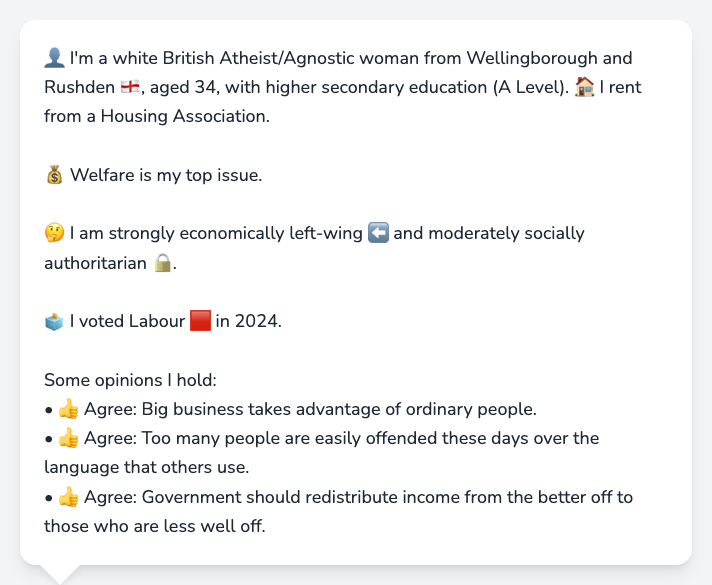 👤 I'm a white British Atheist/Agnostic woman from Wellingborough and
Rushden 🏴󠁧󠁢󠁥󠁮󠁧󠁿, aged 34, with higher secondary education (A Level). 🏠 I rent
from a Housing Association.
💰 Welfare is my top issue.
🤔 I am strongly economically left-wing ⬅️ and moderately socially
authoritarian 🔒.
🗳️ I voted Labour 🟥 in 2024.
Some opinions I hold:
• 👍 Agree: Big business takes advantage of ordinary people.
• 👍 Agree: Too many people are easily offended these days over the
language that others use.
• 👍 Agree: Government should redistribute income from the better off to
those who are less well off.